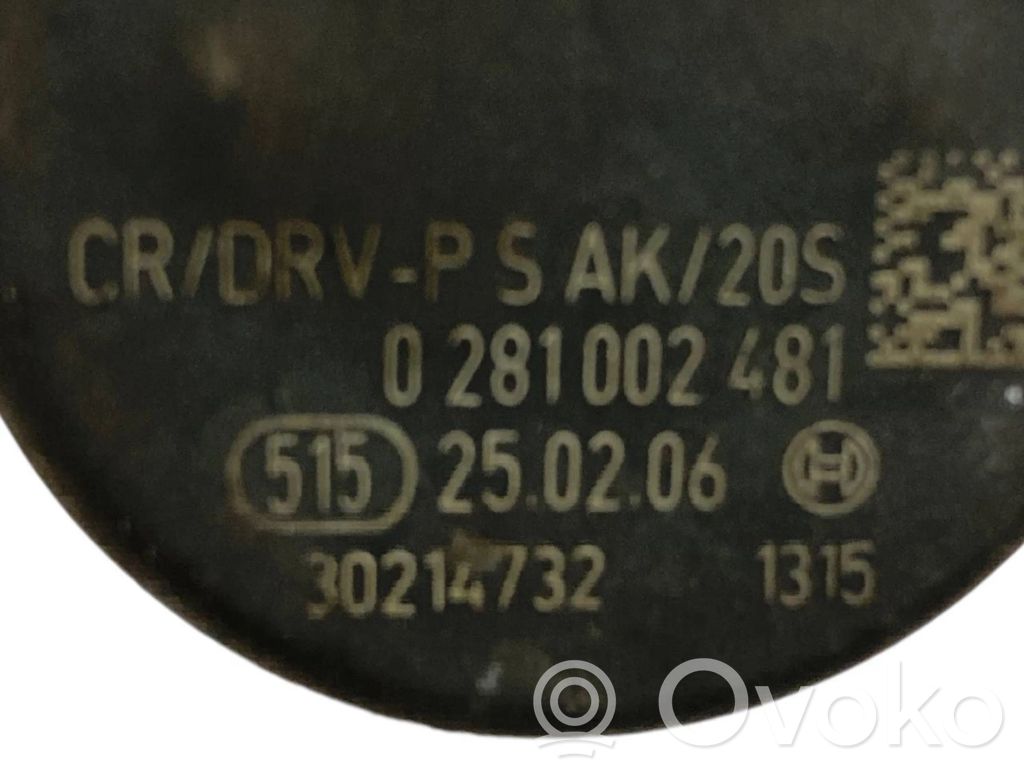 CR/DRV-P S AK/20S
0 281 002 481
515 25.02.06
30214732 1315
Ovoko